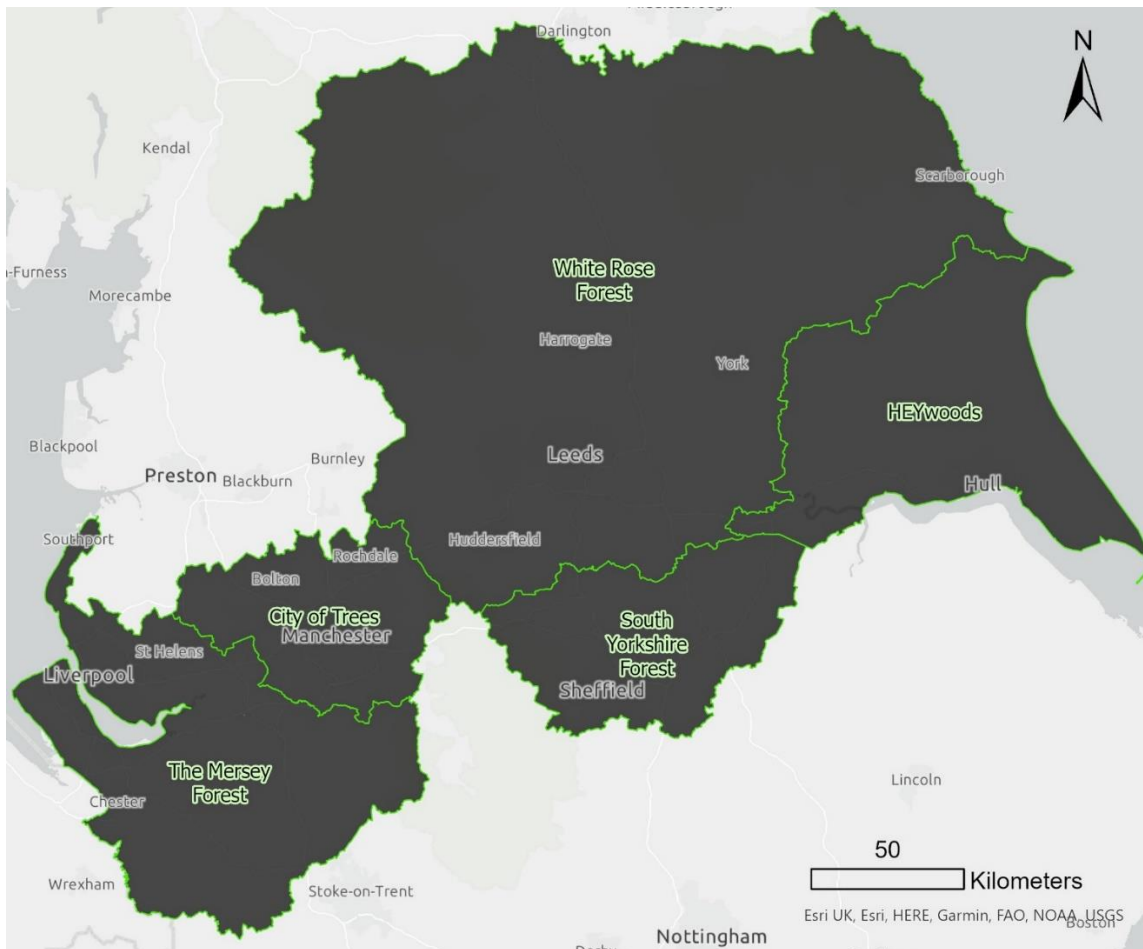 Darlington
N
Kendal
Scarborough
White Rose
Forest
n-Furness
Morecambe
Harrogate
York
HEYwoods
Blackpool
Leeds
Burnley
Preston
Blackburn
Hull
Southport
Huddersfield
Rochdale
Bolton
City of Trees
Manchester
South
Yorkshire
Forest
St Helens
Liverpool
Sheffield
The Mersey
Forest
Chester
Lincoln
50
Kilometers
Wrexham
Stoke-on-Trent
Esri UK, Esri, HERE, Garmin, FAO, NOAA, USGS
Boston
Nottingham